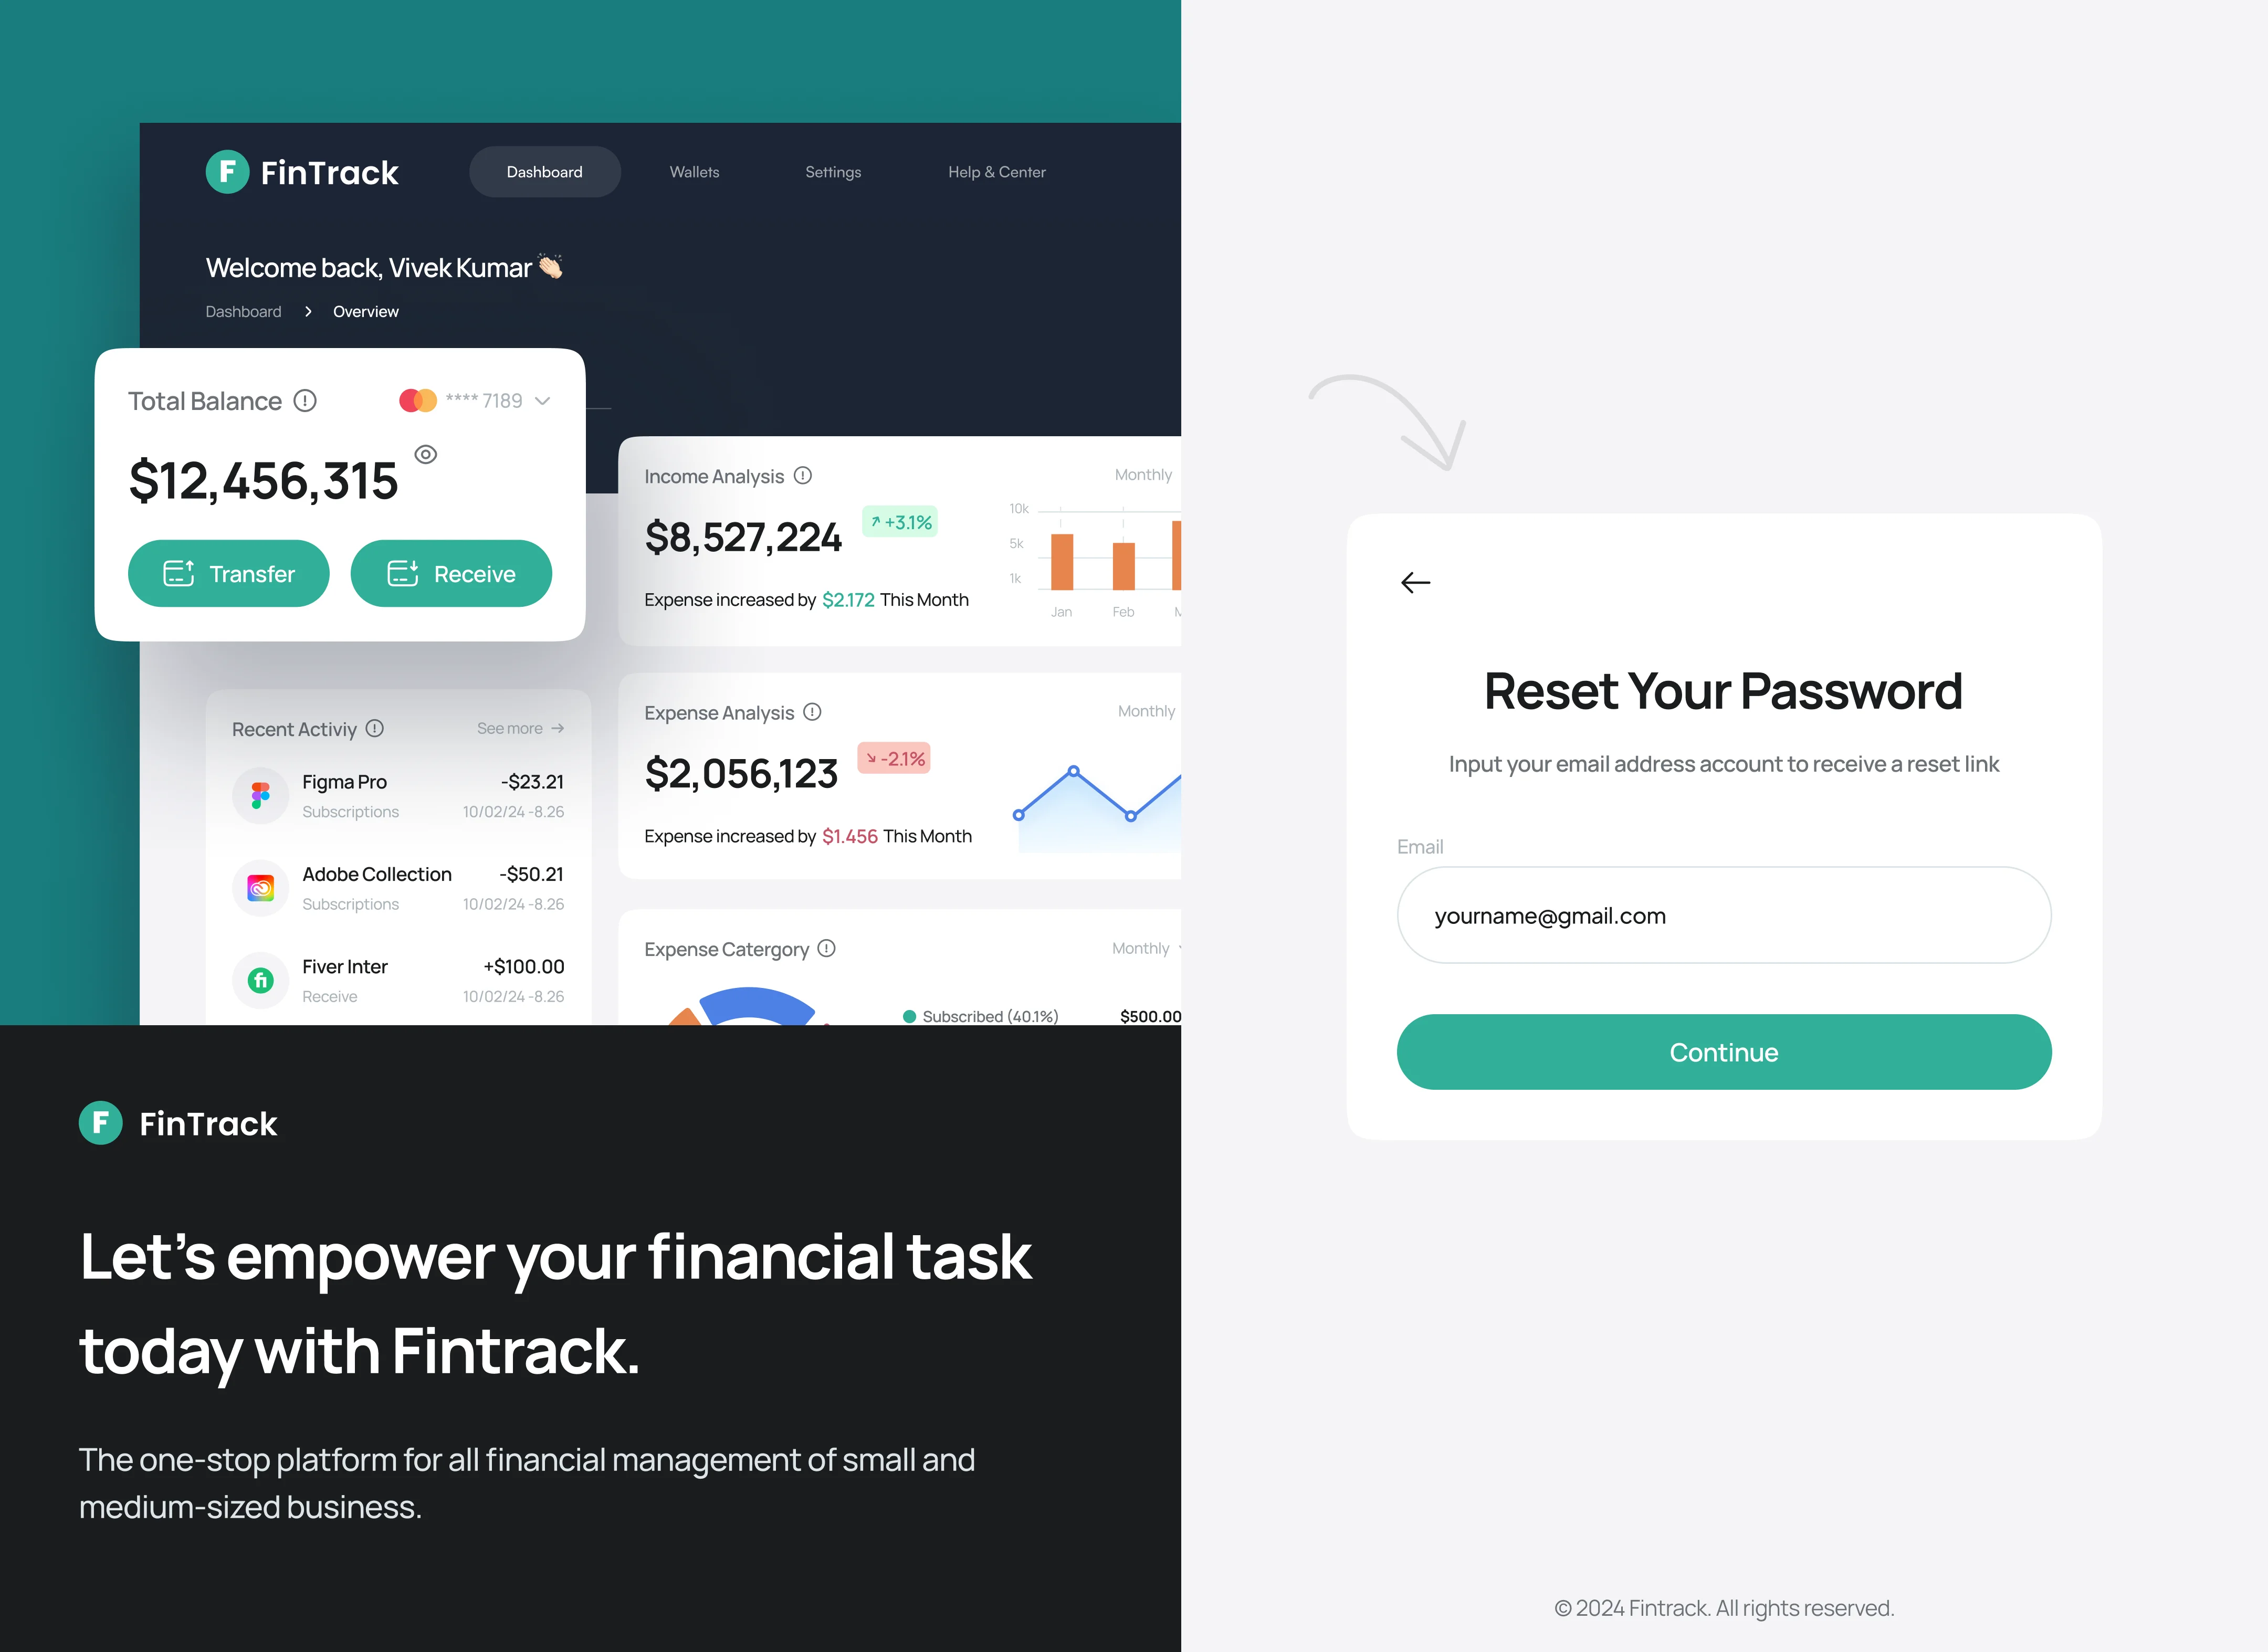 FinTrack
Dashboard
Wallets
Settings
Help & Center
Welcome back, Vivek Kumar 👏🏻
Dashboard > Overview
Total Balance
**** 7189
$12,456,315
Transfer
Receive
Income Analysis
Monthly
$8,527,224
+3.1%
Expense increased by $2.172 This Month
10k
5k
1k
Jan
Feb
Recent Activiy
See more
Figma Pro
-$23.21
Subscriptions
10/02/24 -8.26
Adobe Collection
-$50.21
Subscriptions
10/02/24 -8.26
Fiver Inter
+$100.00
Receive
10/02/24 -8.26
Expense Analysis
Monthly
$2,056,123
-2.1%
Expense increased by $1.456 This Month
Expense Catergory
Monthly
Subscribed (40.1%)
$500.00
F FinTrack
Let's empower your financial task
today with Fintrack.
The one-stop platform for all financial management of small and
medium-sized business.
Reset Your Password
Input your email address account to receive a reset link
Email
yourname@gmail.com
Continue
© 2024 Fintrack. All rights reserved.